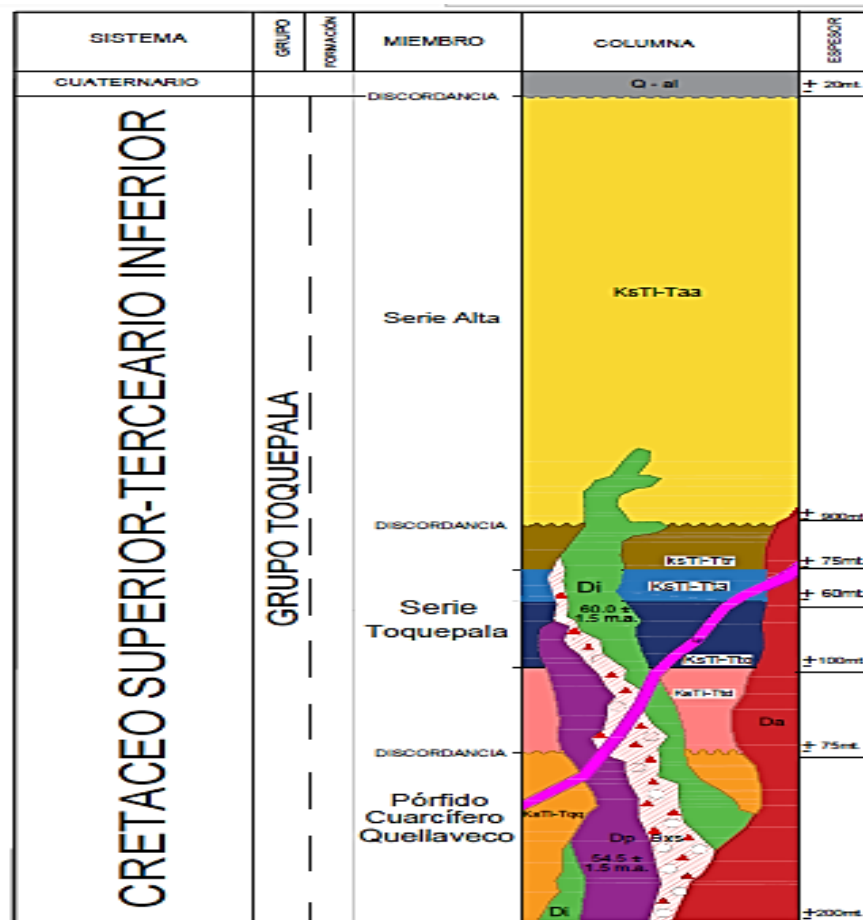 SISTEMA
GRUPO
FORMACIÓN
MIEMBRO
COLUMNA
ESPESOR
CUATERNARIO
DISCORDANCIA
Q - al
+ 20mt.
CRETACEO SUPERIOR-TERCEARIO INFERIOR
GRUPO TOQUEPALA
Serie Alta
KsTI-Taa
DISCORDANCIA
± 900mt
ksTI-Ttr
± 75mt
Di
60.0 ±
1.5 m.a.
KsTI-Tta
± 60mt
Serie
Toquepala
KsTI-Ttq
±100mt
KsTI-Ttd
Da
DISCORDANCIA
± 75mt
Pórfido
Cuarcífero
Quellaveco
KsTI-Tqq
Dp
Bxs
54.5 ±
1.5 m.a.
Di
±200mt